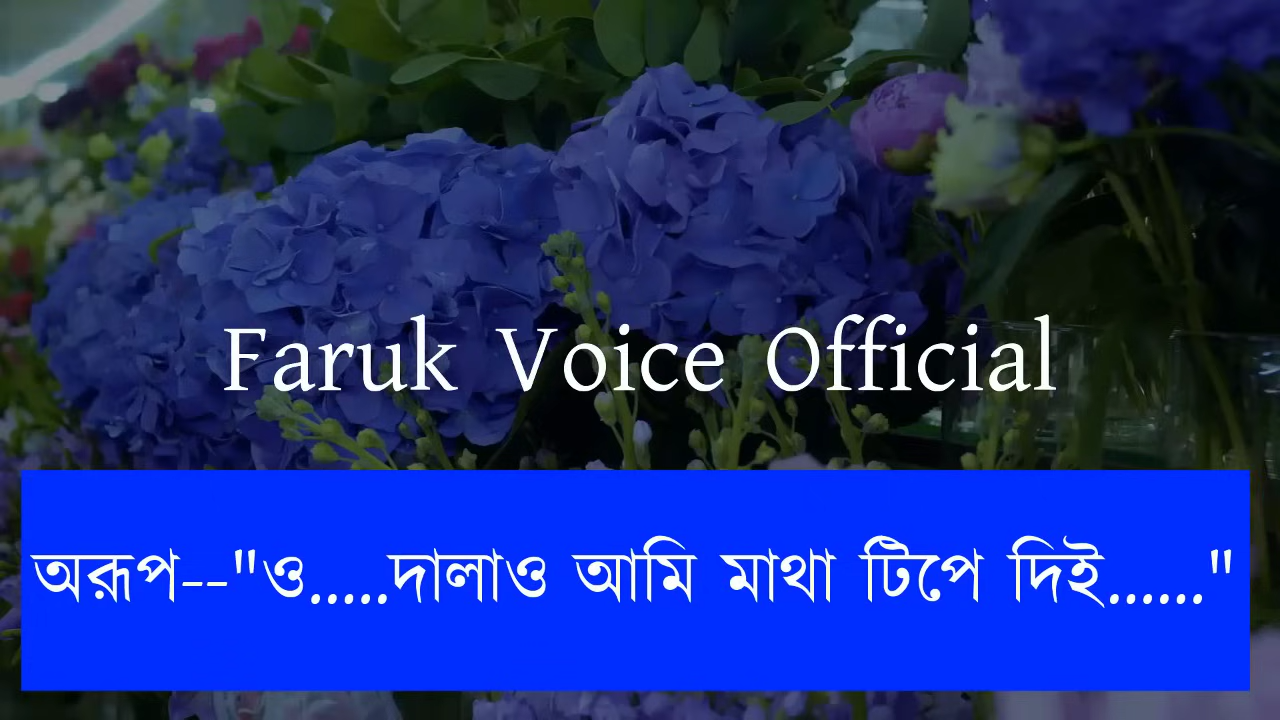 Faruk Voice Official
অরূপ--"ও.....দালাও আমি মাথা টিপে দিই......"